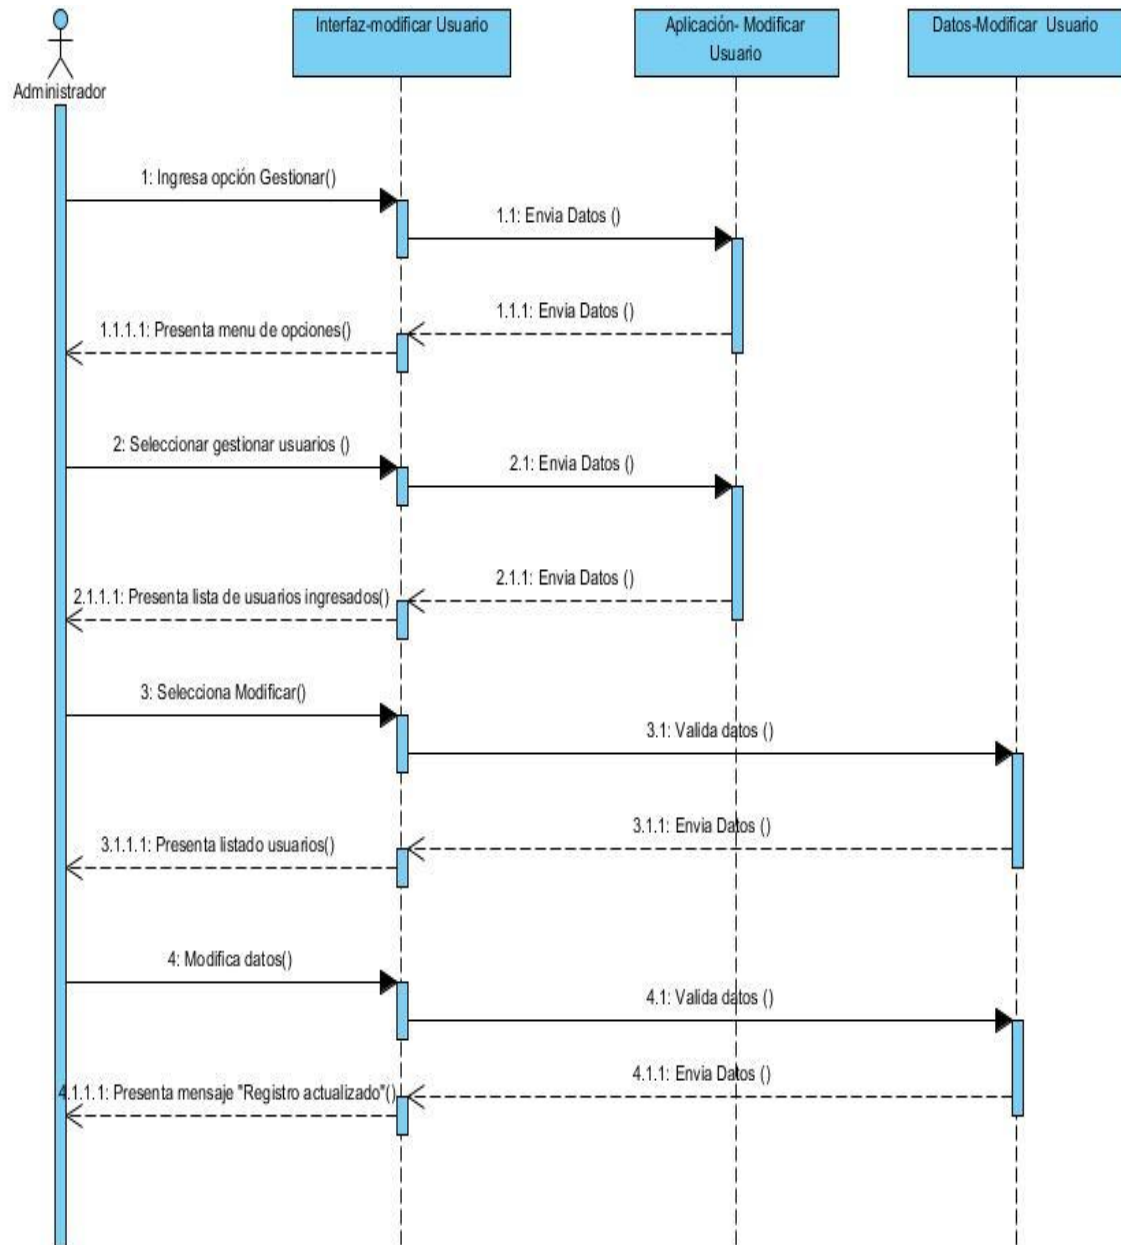 Administrador
Interfaz-modificar Usuario
Aplicación- Modificar
Usuario
Datos-Modificar Usuario
1: Ingresa opción Gestionar()
1.1: Envia Datos ()
1.1.1: Envia Datos ()
1.1.1.1: Presenta menu de opciones()
2: Seleccionar gestionar usuarios ()
2.1: Envia Datos ()
2.1.1: Envia Datos ()
2.1.1.1: Presenta lista de usuarios ingresados()
3: Selecciona Modificar()
3.1: Valida datos ()
3.1.1: Envia Datos ()
3.1.1.1: Presenta listado usuarios()
4: Modifica datos()
4.1: Valida datos ()
4.1.1: Envia Datos ()
4.1.1.1: Presenta mensaje "Registro actualizado"()